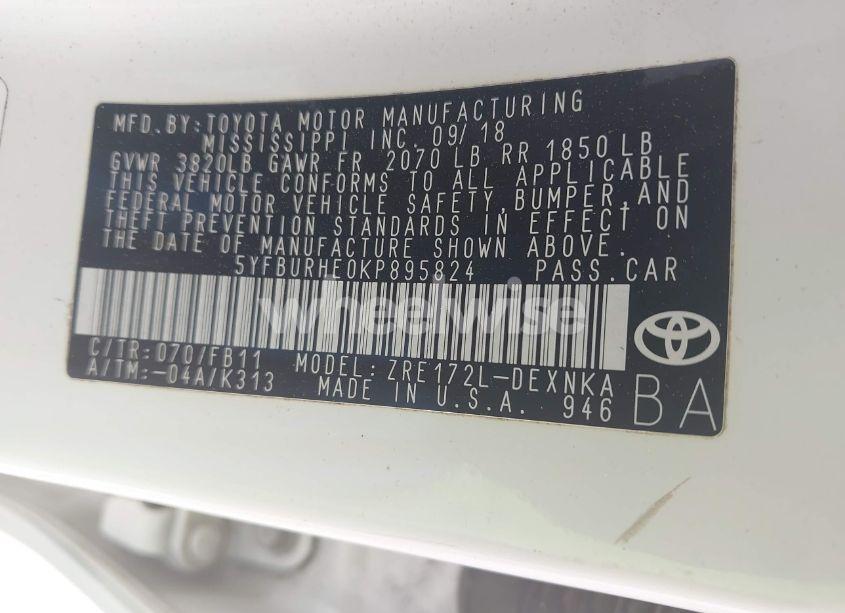 MFD.BY:TOYOTA MOTOR MANUFACTURING
MISSISSIPPI INC. 09/18
GVWR 3820LB GAWR FR 2070 LB RR 1850 LB
THIS VEHICLE CONFORMS TO ALL APPLICABLE
FEDERAL MOTOR VEHICLE SAFETY,BUMPER,AND
THEFT PREVENTION STANDARDS IN EFFECT ON
THE DATE OF MANUFACTURE SHOWN ABOVE.
5YFBURHE0KP895824 PASS.CAR
wheelwise
C/TR:070/FB11 MODEL:ZRE172L-DEXNKA
A/TM:-04A/K313 MADE IN U.S.A. 946
BA